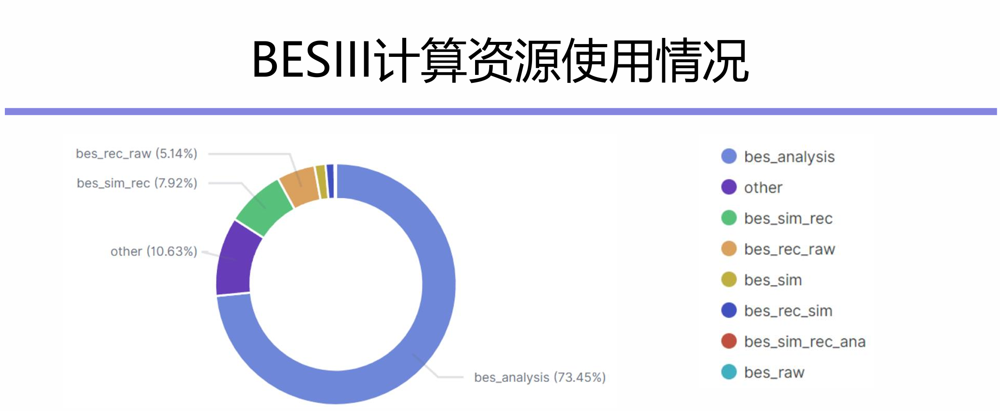 BESIII计算资源使用情况
bes_rec_raw (5.14%)
bes_sim_rec (7.92%)
other (10.63%)
bes_analysis (73.45%)
bes_analysis
other
bes_sim_rec
bes_rec_raw
bes_sim
bes_rec_sim
bes_sim_rec_ana
bes_raw